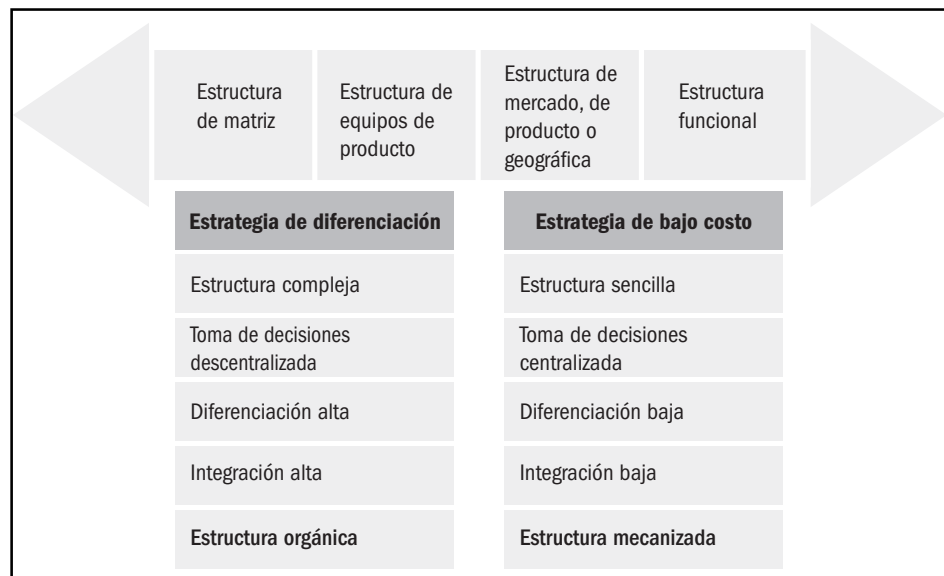 Estructura
de matriz
Estructura de
equipos de
producto
Estructura de
mercado, de
producto o
geográfica
Estructura
funcional
Estrategia de diferenciación
Estrategia de bajo costo
Estructura compleja
Estructura sencilla
Toma de decisiones
descentralizada
Toma de decisiones
centralizada
Diferenciación alta
Diferenciación baja
Integración alta
Integración baja
Estructura orgánica
Estructura mecanizada